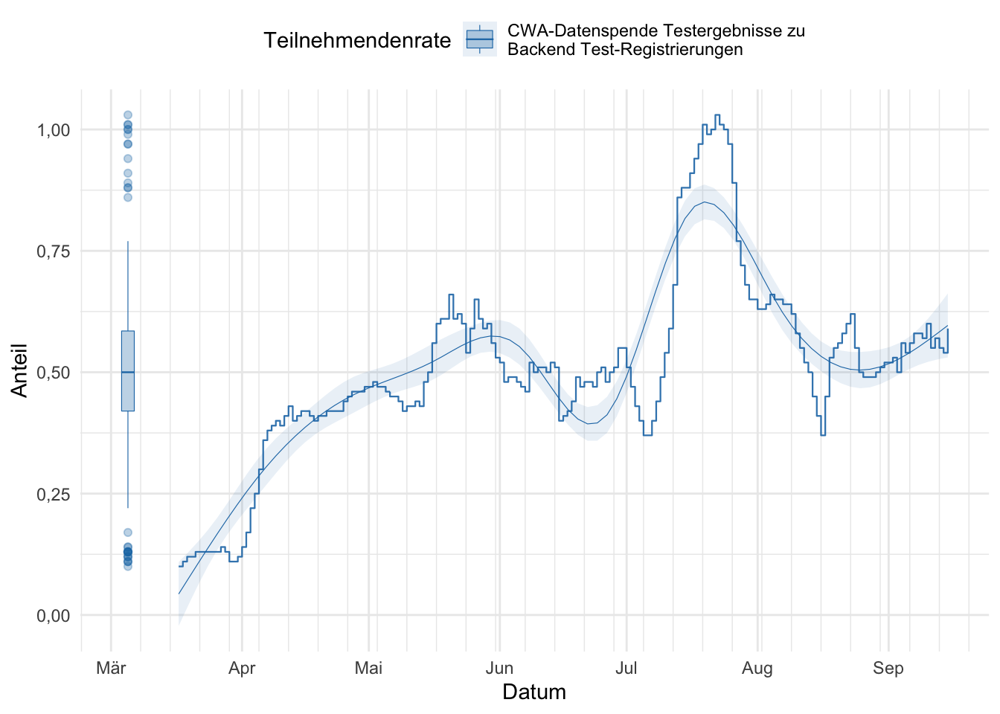 Teilnehmendenrate
CWA-Datenspende Testergebnisse zu
Backend Test-Registrierungen
Anteil
1,00
0,75
0,50
0,25
0,00
Mär Apr Mai Jun Jul Aug Sep
Datum